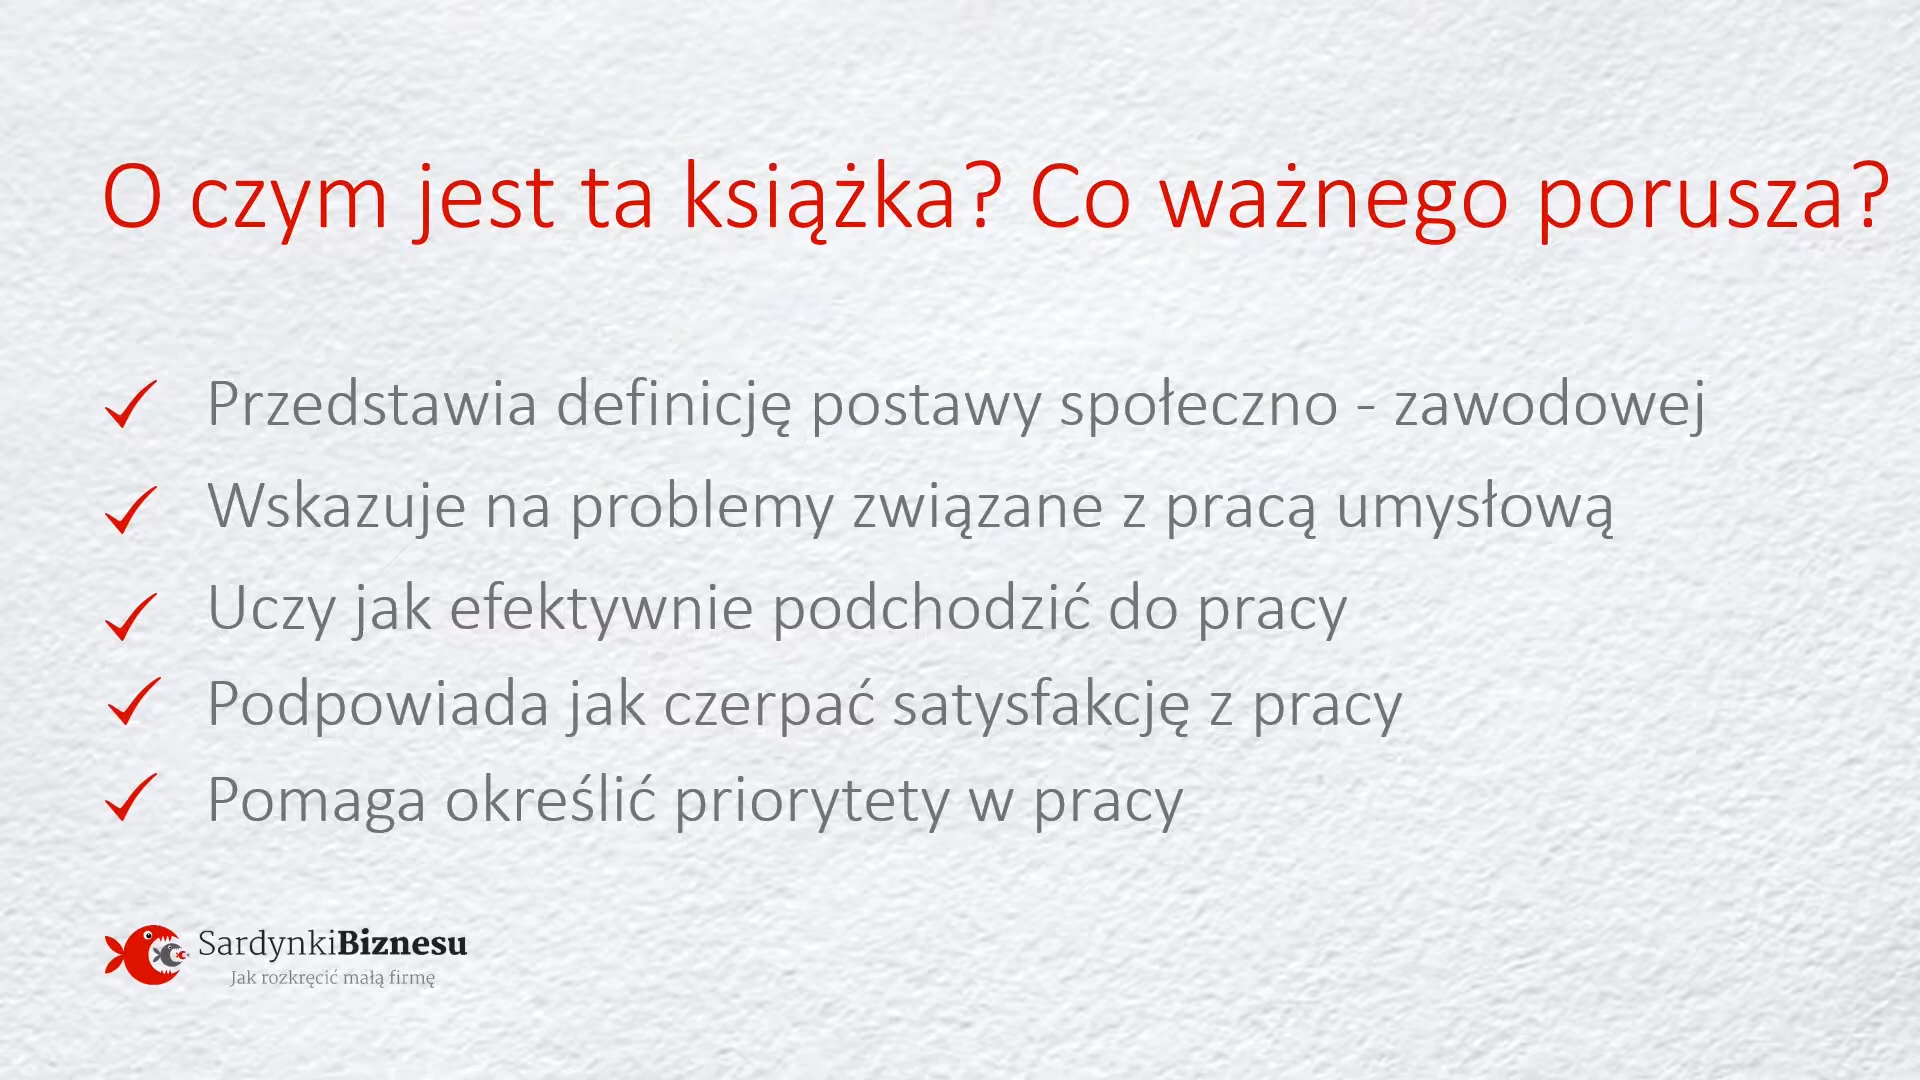 O czym jest ta książka? Co ważnego porusza?
Przedstawia definicję postawy społeczno - zawodowej
Wskazuje na problemy związane z pracą umysłową
Uczy jak efektywnie podchodzić do pracy
Podpowiada jak czerpać satysfakcję z pracy
Pomaga określić priorytety w pracy
SardynkiBiznesu
Jak rozkręcić małą firmę